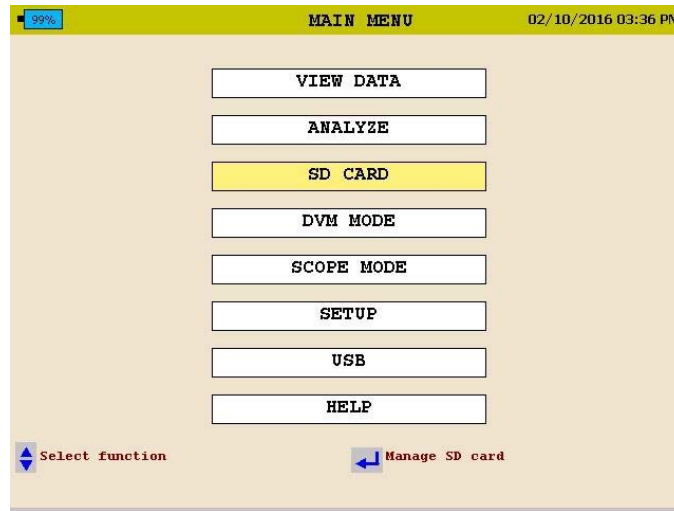 99% MAIN MENU 02/10/2016 03:36 PM
VIEW DATA
ANALYZE
SD CARD
DVM MODE
SCOPE MODE
SETUP
USB
HELP
Select function Manage SD card